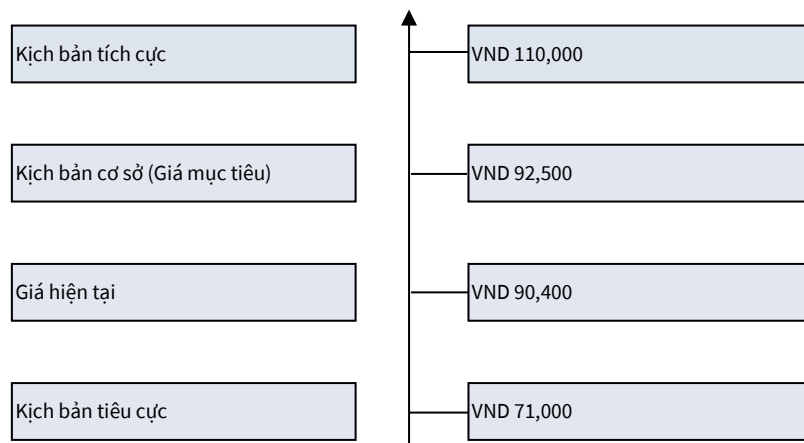 Kịch bản tích cực
VND 110,000
Kịch bản cơ sở (Giá mục tiêu)
VND 92,500
Giá hiện tại
VND 90,400
Kịch bản tiêu cực
VND 71,000